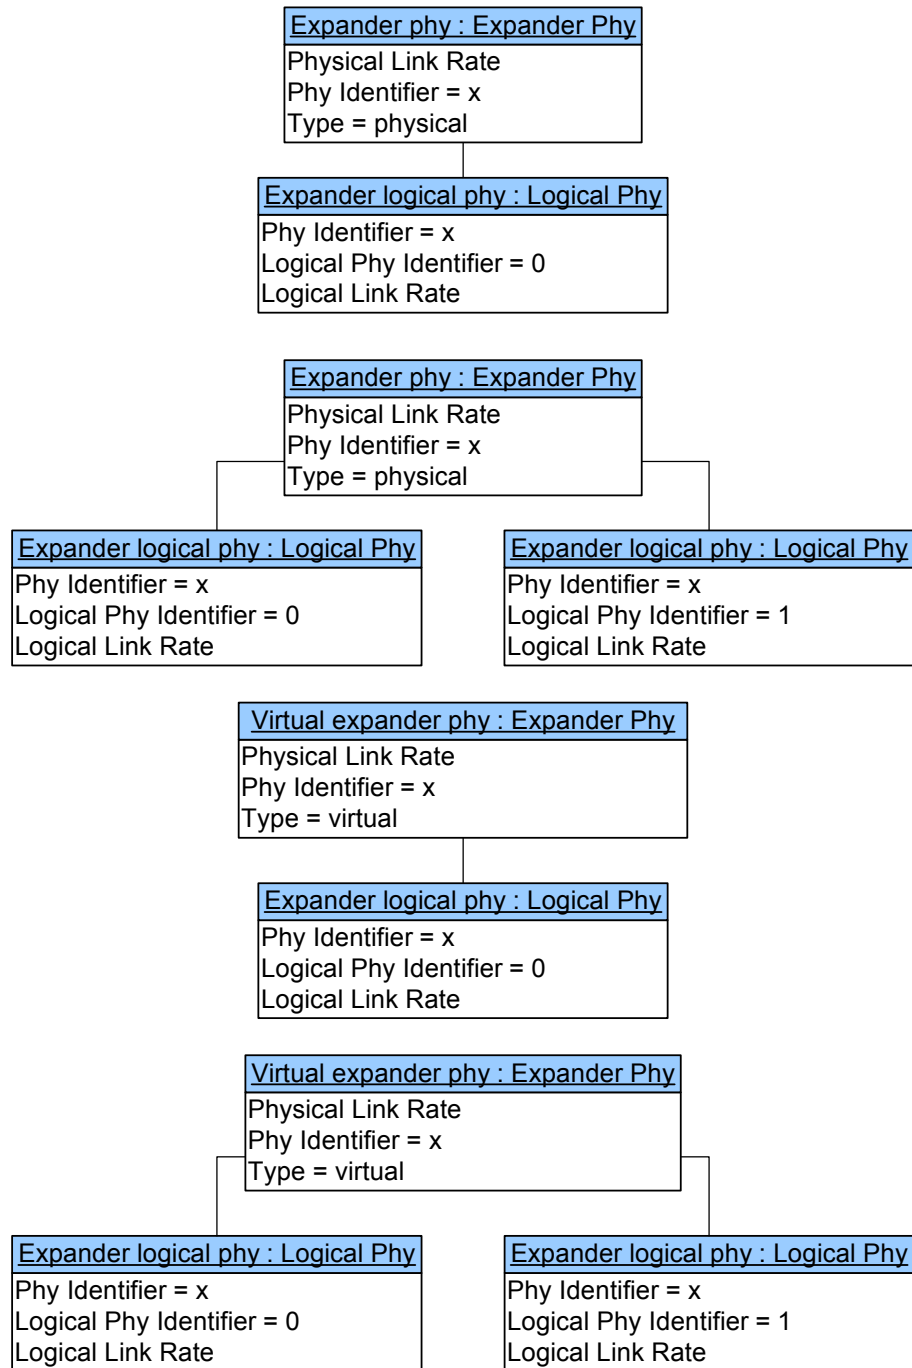 Expander phy : Expander Phy
Physical Link Rate
Phy Identifier = x
Type = physical
Expander logical phy : Logical Phy
Phy Identifier = x
Logical Phy Identifier = 0
Logical Link Rate
Expander phy : Expander Phy
Physical Link Rate
Phy Identifier = x
Type = physical
Expander logical phy : Logical Phy
Phy Identifier = x
Logical Phy Identifier = 0
Logical Link Rate
Expander logical phy : Logical Phy
Phy Identifier = x
Logical Phy Identifier = 1
Logical Link Rate
Virtual expander phy : Expander Phy
Physical Link Rate
Phy Identifier = x
Type = virtual
Expander logical phy : Logical Phy
Phy Identifier = x
Logical Phy Identifier = 0
Logical Link Rate
Virtual expander phy : Expander Phy
Physical Link Rate
Phy Identifier = x
Type = virtual
Expander logical phy : Logical Phy
Phy Identifier = x
Logical Phy Identifier = 0
Logical Link Rate
Expander logical phy : Logical Phy
Phy Identifier = x
Logical Phy Identifier = 1
Logical Link Rate